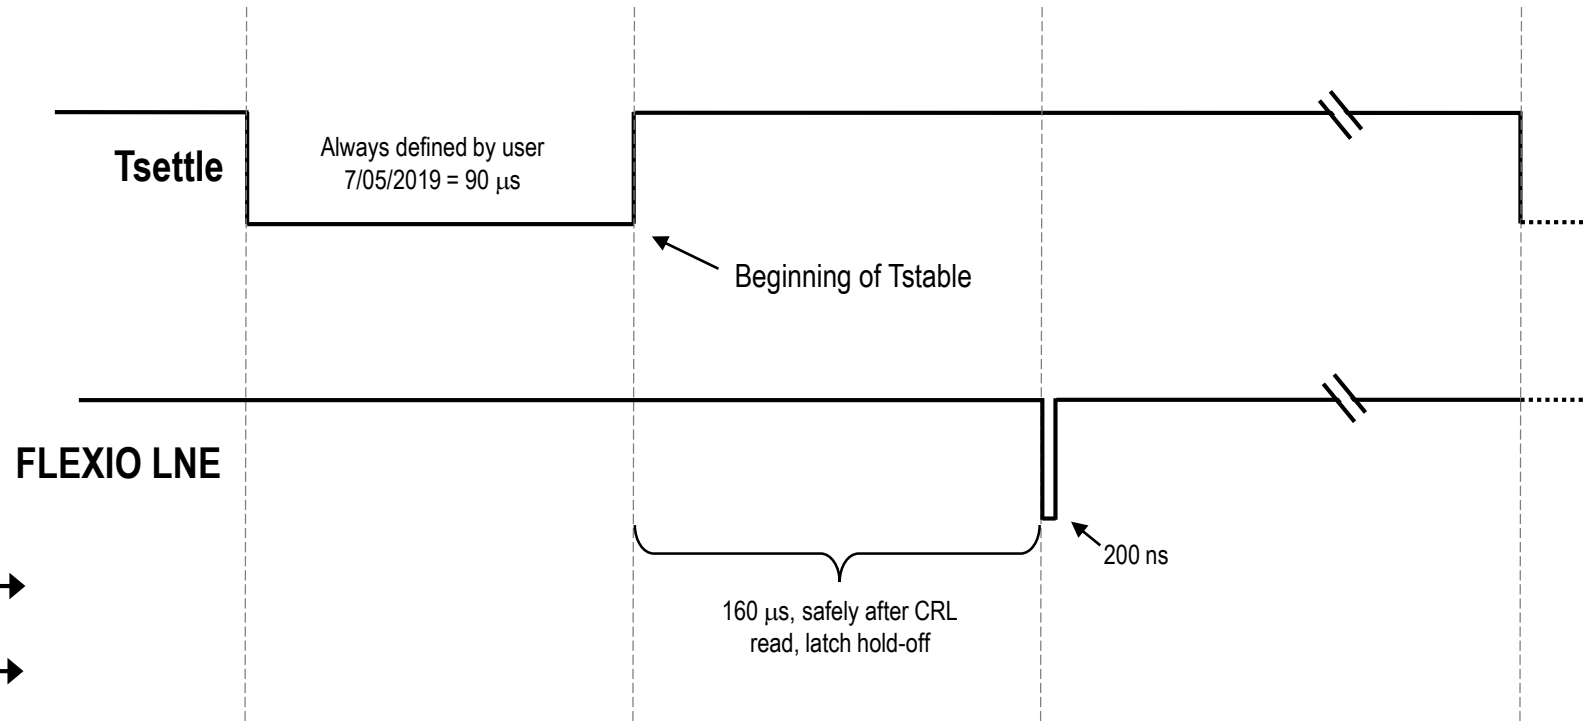 Tsettle
Always defined by user
7/05/2019 = 90 μs
Beginning of Tstable
FLEXIO LNE
200 ns
160 μs, safely after CRL
read, latch hold-off